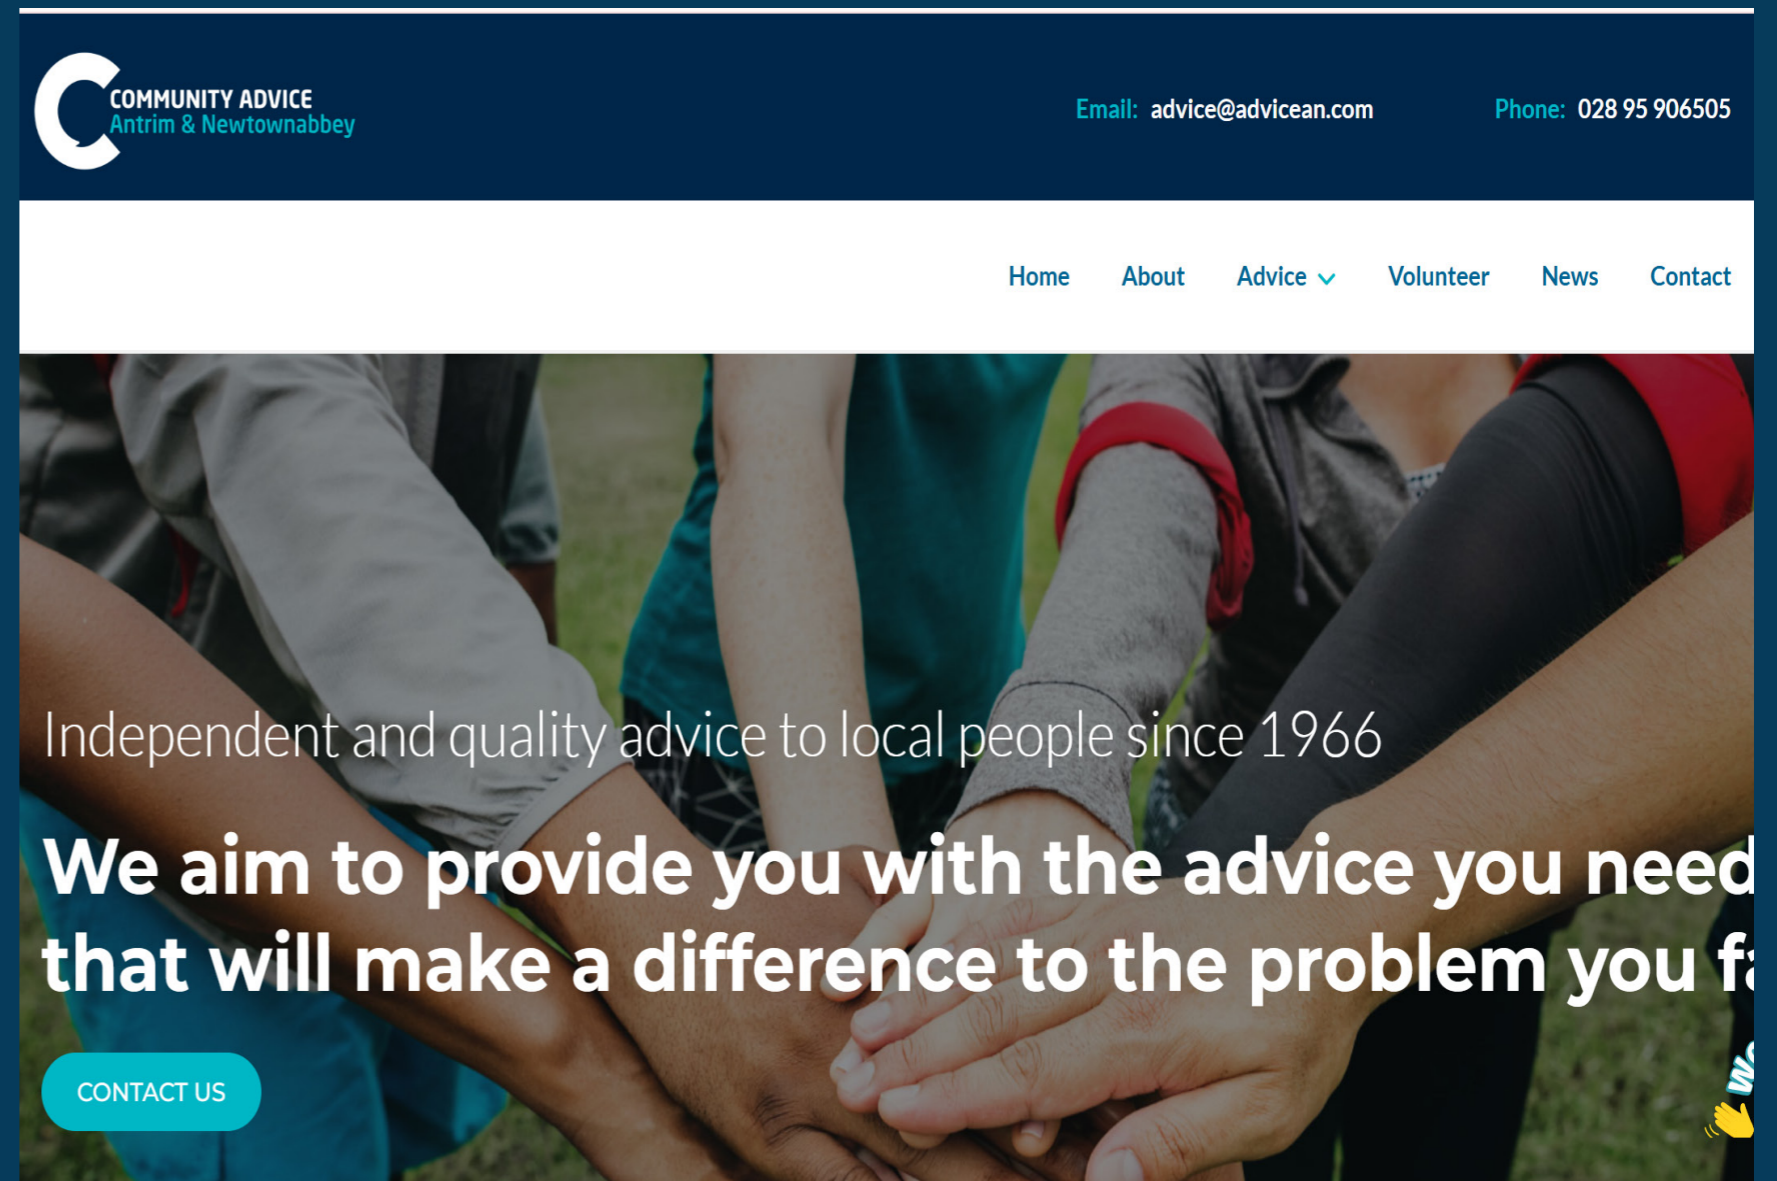 COMMUNITY ADVICE
Antrim & Newtownabbey
Email: advice@advicean.com
Phone: 028 95 906505
Home About Advice Volunteer News Contact
Independent and quality advice to local people since 1966
We aim to provide you with the advice you need
that will make a difference to the problem you
CONTACT US